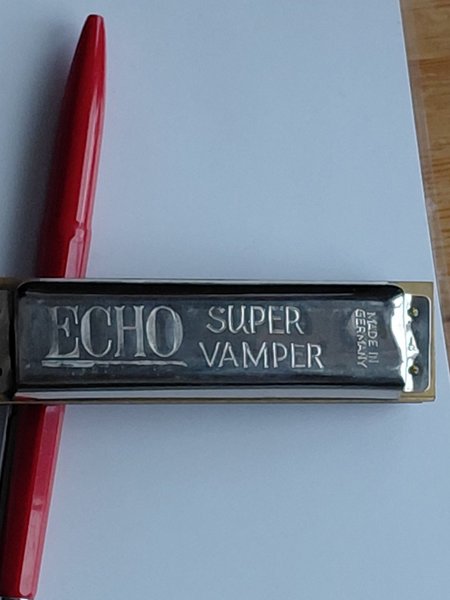 ECHO
SUPER
VAMPER
MADE IN
GERMANY